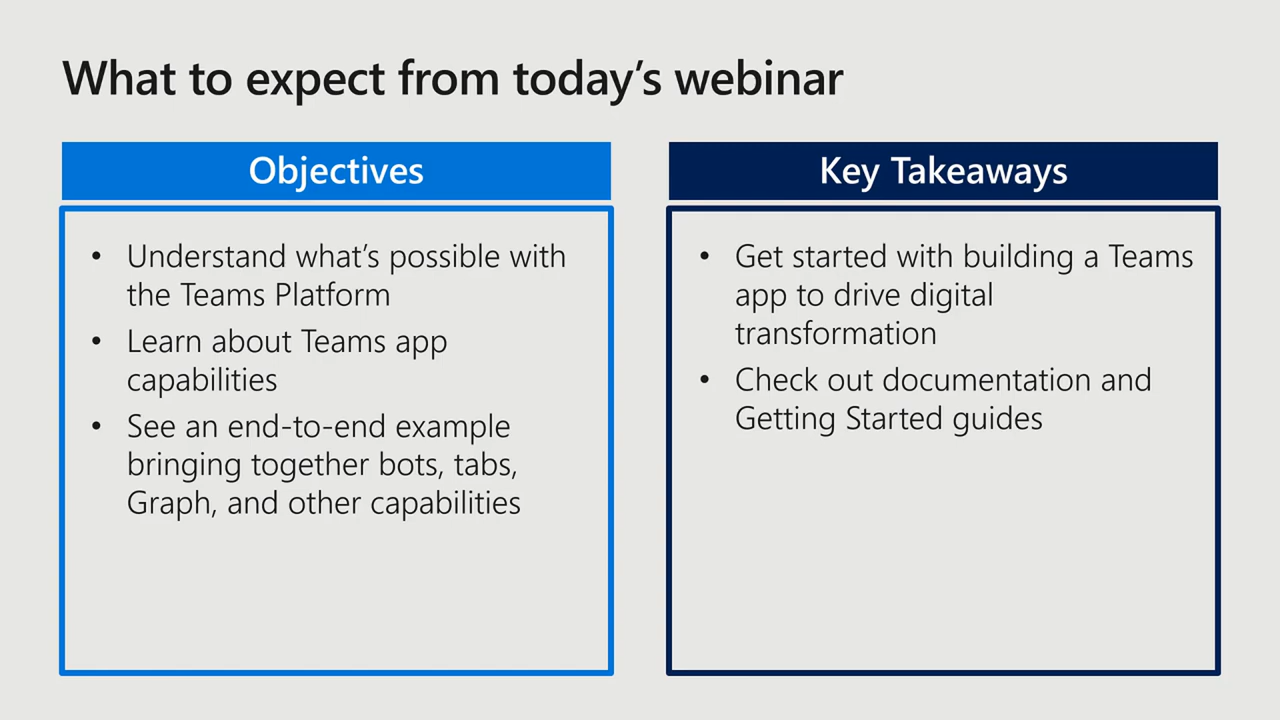 What to expect from today’s webinar
Objectives
• Understand what’s possible with
the Teams Platform
• Learn about Teams app
capabilities
• See an end-to-end example
bringing together bots, tabs,
Graph, and other capabilities
Key Takeaways
• Get started with building a Teams
app to drive digital
transformation
• Check out documentation and
Getting Started guides